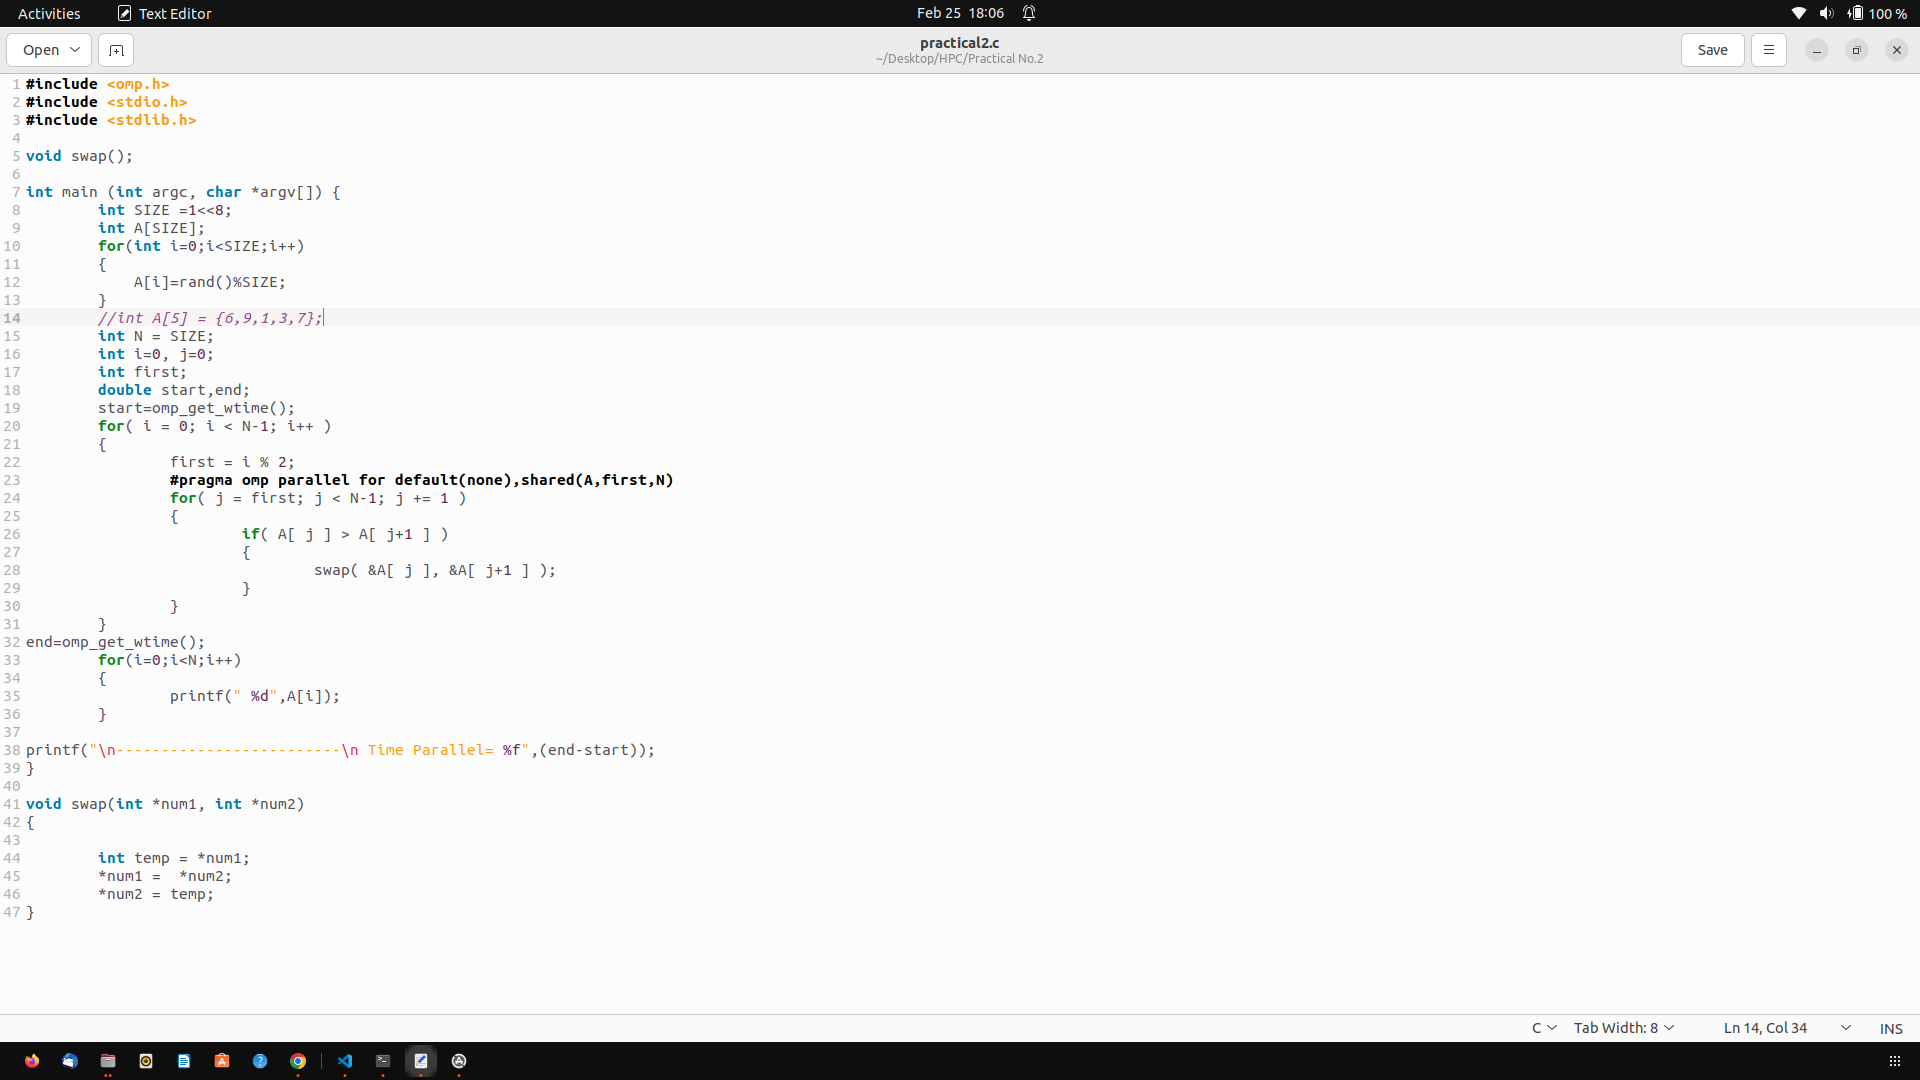 Activities Text Editor Feb 25 18:06 100 %
Open practical2.c Save
~/Desktop/HPC/Practical No.2
1 #include <omp.h>
2 #include <stdio.h>
3 #include <stdlib.h>
4
5 void swap();
6
7 int main (int argc, char *argv[]) {
8         int SIZE =1<<8;
9         int A[SIZE];
10         for(int i=0;i<SIZE;i++)
11         {
12             A[i]=rand()%SIZE;
13         }
14         //int A[5] = {6,9,1,3,7};
15         int N = SIZE;
16         int i=0, j=0;
17         int first;
18         double start,end;
19         start=omp_get_wtime();
20         for( i = 0; i < N-1; i++ )
21         {
22                 first = i % 2;
23                 #pragma omp parallel for default(none),shared(A,first,N)
24                 for( j = first; j < N-1; j += 1 )
25                 {
26                         if( A[ j ] > A[ j+1 ] )
27                         {
28                                 swap( &A[ j ], &A[ j+1 ] );
29                         }
30                 }
31         }
32 end=omp_get_wtime();
33         for(i=0;i<N;i++)
34         {
35                 printf(" %d",A[i]);
36         }
37
38 printf("\n-------------------------\n Time Parallel= %f",(end-start));
39 }
40
41 void swap(int *num1, int *num2)
42 {
43
44         int temp = *num1;
45         *num1 =  *num2;
46         *num2 = temp;
47 }
C Tab Width: 8 Ln 14, Col 34 INS